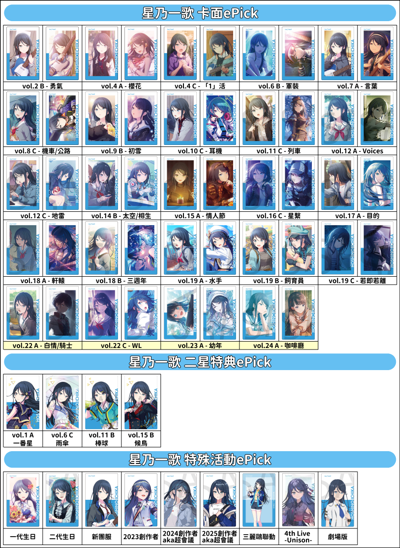 星乃一歌 卡面ePick
vol.2 B - 勇氣
vol.4 A - 櫻花
vol.4 C - 「1」活
vol.6 B - 軍裝
vol.7 A - 言葉
vol.8 C - 機車/公路
vol.9 B - 初雪
vol.10 C - 耳機
vol.11 C - 列車
vol.12 A - Voices
vol.12 C - 地雷
vol.14 B - 太空/相生
vol.15 A - 情人節
vol.16 C - 星繫
vol.17 A - 目的
vol.18 A - 軒轅
vol.18 B - 三週年
vol.19 A - 水手
vol.19 B - 飼育員
vol.19 C - 若即若離
vol.22 A - 白情/騎士
vol.22 C - WL
vol.23 A - 幼年
vol.24 A - 咖啡廳
星乃一歌 二星特典ePick
vol.1 A
一番星
vol.6 C
雨傘
vol.11 B
棒球
vol.15 B
候鳥
星乃一歌 特殊活動ePick
一代生日
二代生日
新團服
2023創作者
2024創作者
aka超會議
2025創作者
aka超會議
三麗鷗聯動
4th Live
-Unison-
劇場版